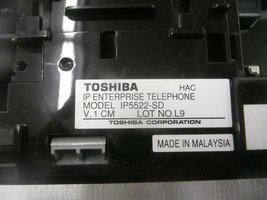 TOSHIBA HAC
IP ENTERPRISE TELEPHONE
MODEL IP5522-SD
V.1 CM LOT NO.L9
TOSHIBA CORPORATION
MADE IN MALAYSIA